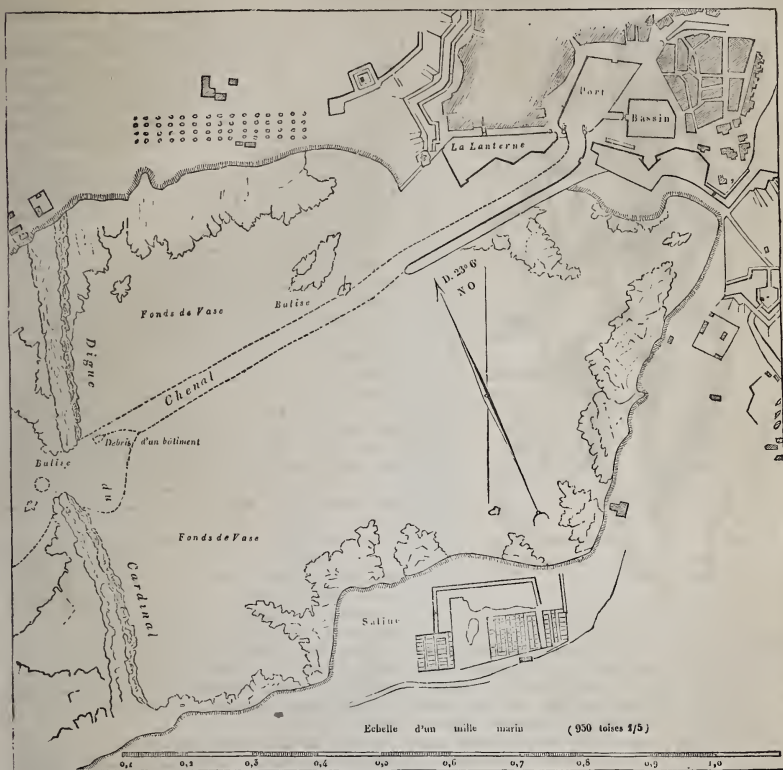 Port
Bassin
La Lanterne
D. 23º 6'
NO
Balise
Fonds de Vase
Chenal
Digue
Debris d'un bâtiment
Balise
du
Fonds de Vase
Cardinal
Saline
Echelle d'un mille marin (950 toises 1/5)
0,1 0,2 0,3 0,4 0,5 0,6 0,7 0,8 0,9 1,0